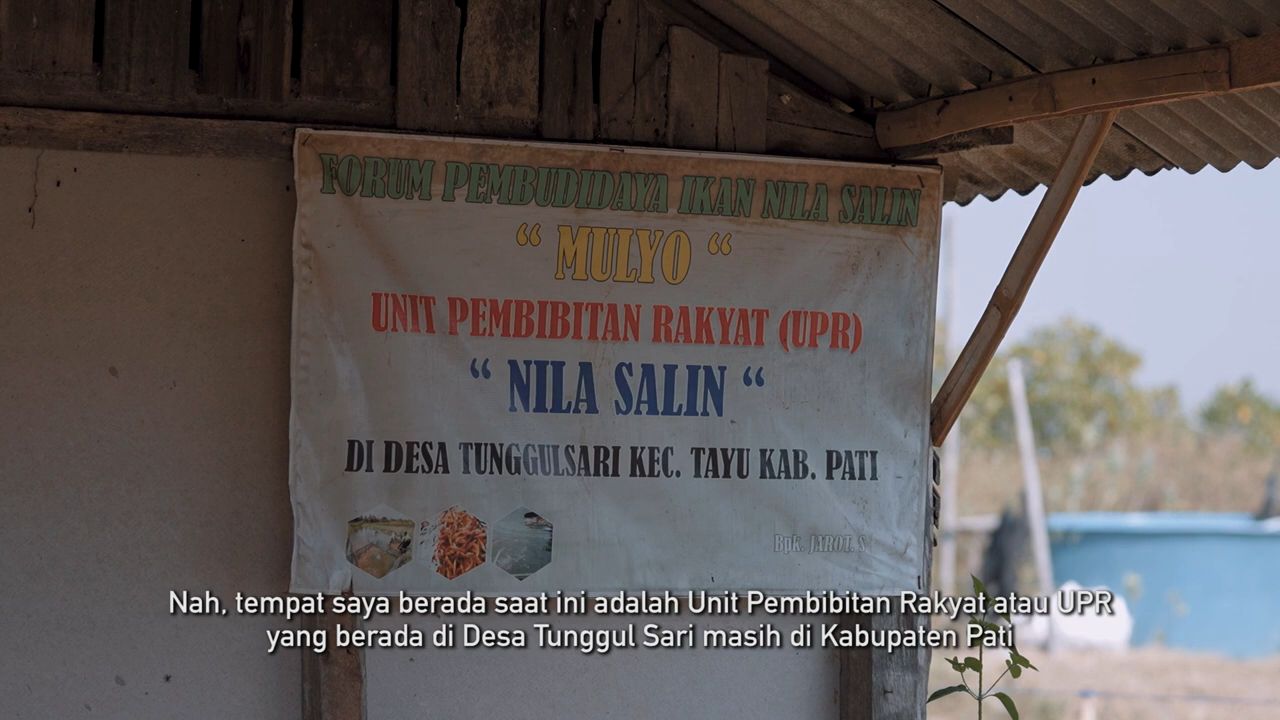 FORUM PEMBUDIDAYA IKAN NILA SALIN
“ MULYO “
UNIT PEMBIBITAN RAKYAT (UPR)
“ NILA SALIN “
DI DESA TUNGGULSARI KEC. TAYU KAB. PATI
Bpk. JAROT. S
Nah, tempat saya berada saat ini adalah Unit Pembibitan Rakyat atau UPR
yang berada di Desa Tunggul Sari masih di Kabupaten Pati